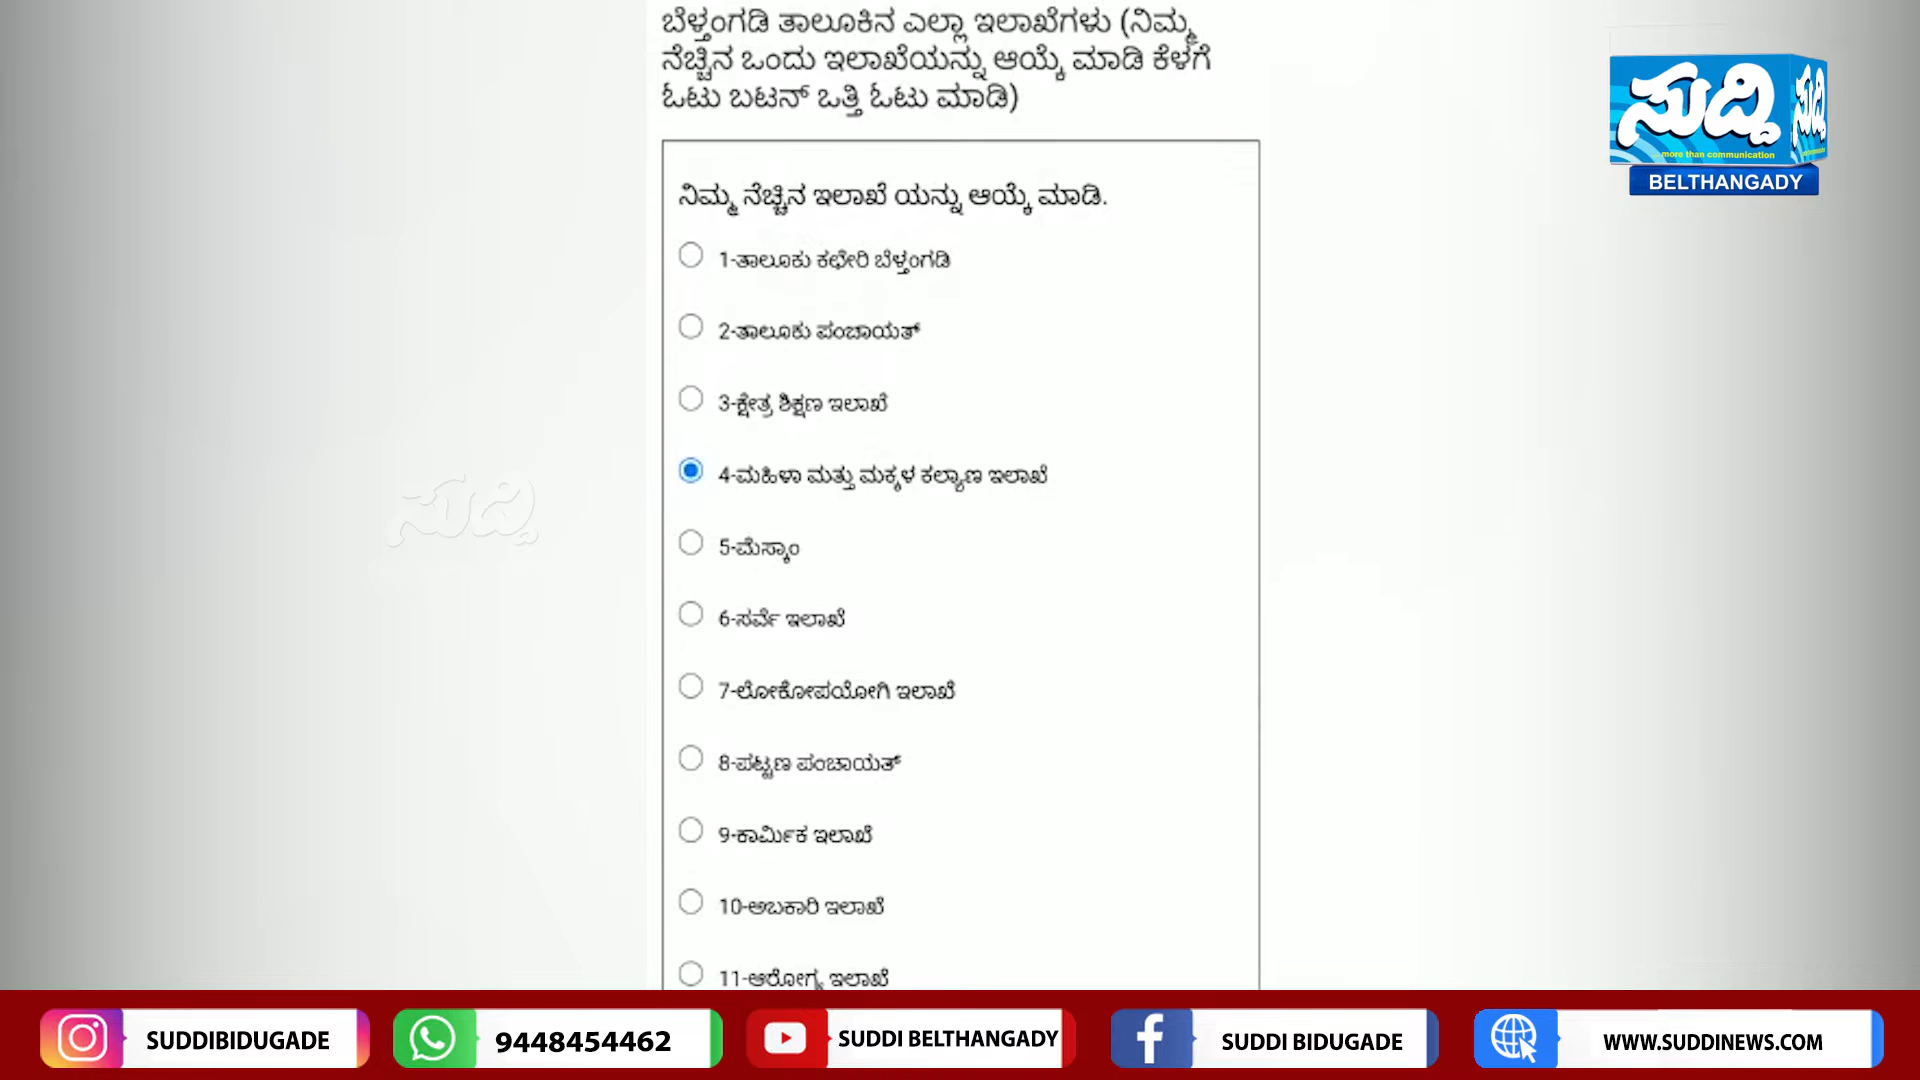 ಬೆಳ್ತಂಗಡಿ ತಾಲೂಕಿನ ಎಲ್ಲಾ ಇಲಾಖೆಗಳು (ನಿಮ್ಮ
ನೆಚ್ಚಿನ ಒಂದು ಇಲಾಖೆಯನ್ನು ಆಯ್ಕೆ ಮಾಡಿ ಕೆಳಗೆ
ಓಟು ಬಟನ್ ಒತ್ತಿ ಓಟು ಮಾಡಿ)
ಸುದ್ದಿ
ಸುದ್ದಿ
more than communication
BELTHANGADY
ನಿಮ್ಮ ನೆಚ್ಚಿನ ಇಲಾಖೆ ಯನ್ನು ಆಯ್ಕೆ ಮಾಡಿ.
1-ತಾಲೂಕು ಕಛೇರಿ ಬೆಳ್ತಂಗಡಿ
2-ತಾಲೂಕು ಪಂಚಾಯತ್
3-ಕ್ಷೇತ್ರ ಶಿಕ್ಷಣ ಇಲಾಖೆ
4-ಮಹಿಳಾ ಮತ್ತು ಮಕ್ಕಳ ಕಲ್ಯಾಣ ಇಲಾಖೆ
ಸುದ್ದಿ
5-ಮೆಸ್ಕಾಂ
6-ಸರ್ವೆ ಇಲಾಖೆ
7-ಲೋಕೋಪಯೋಗಿ ಇಲಾಖೆ
8-ಪಟ್ಟಣ ಪಂಚಾಯತ್
9-ಕಾರ್ಮಿಕ ಇಲಾಖೆ
10-ಅಬಕಾರಿ ಇಲಾಖೆ
11-ಆರೋಗ್ಯ ಇಲಾಖೆ
SUDDIBIDUGADE
9448454462
SUDDI BELTHANGADY
SUDDI BIDUGADE
WWW.SUDDINEWS.COM